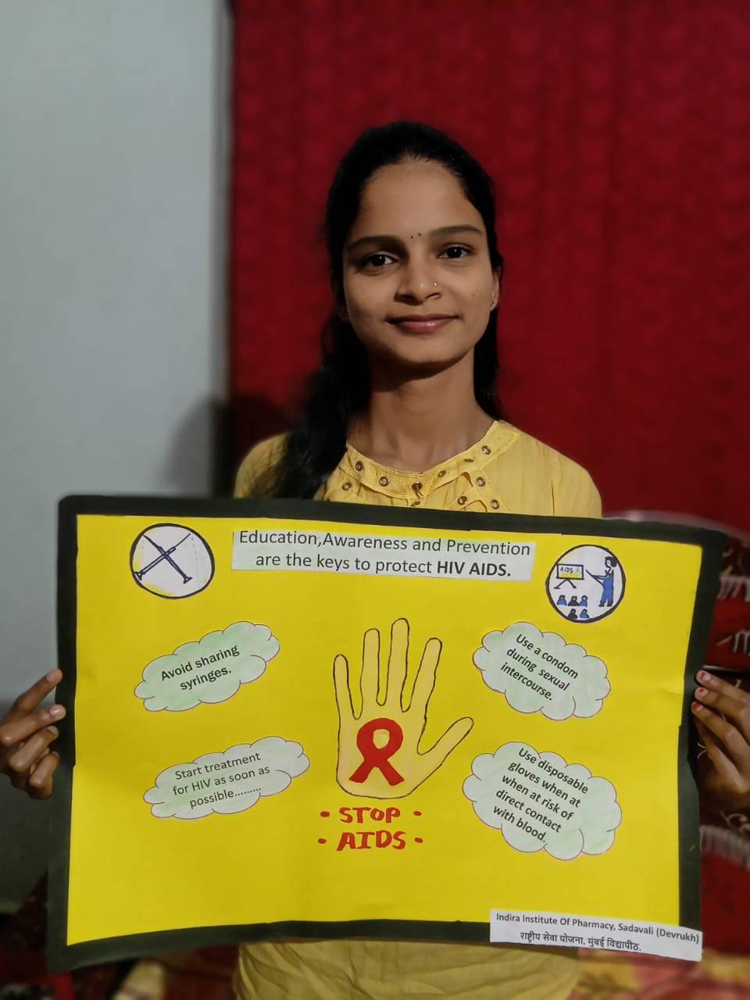 Education,Awareness and Prevention
are the keys to protect HIV AIDS.
AIDS
Avoid sharing
syringes.
Use a condom
during sexual
intercourse.
Start treatment
for HIV as soon as
possible.........
Use disposable
gloves when at
when at risk of
direct contact
with blood.
• STOP •
• AIDS •
Indira Institute Of Pharmacy, Sadavali (Devrukh)
राष्ट्रीय सेवा योजना, मुंबई विद्यापीठ.